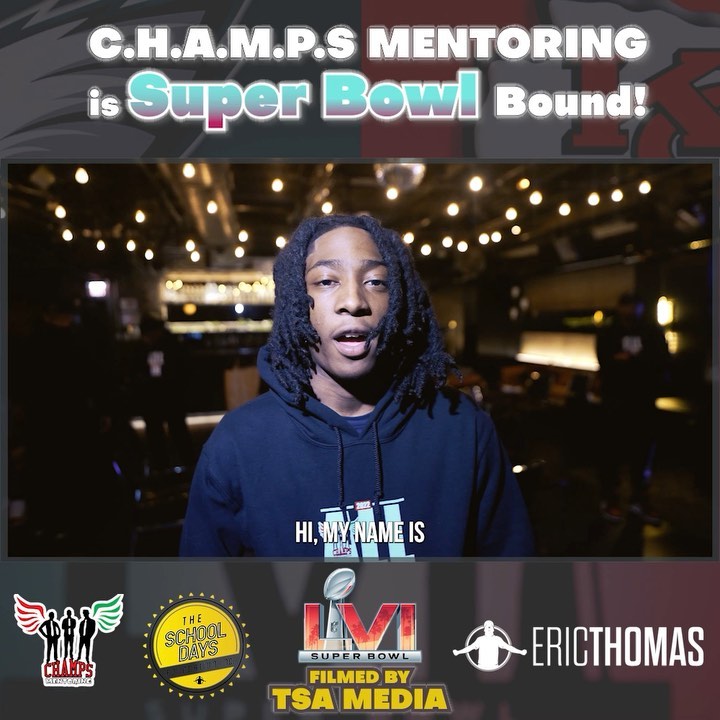 C.H.A.M.P.S MENTORING
is Super Bowl Bound!
2022
HI, MY NAME IS
CHAMPS
MENTORING
THE
SCHOOL
DAYS
LVI
SUPER BOWL
FILMED BY
TSA MEDIA
ERICTHOMAS